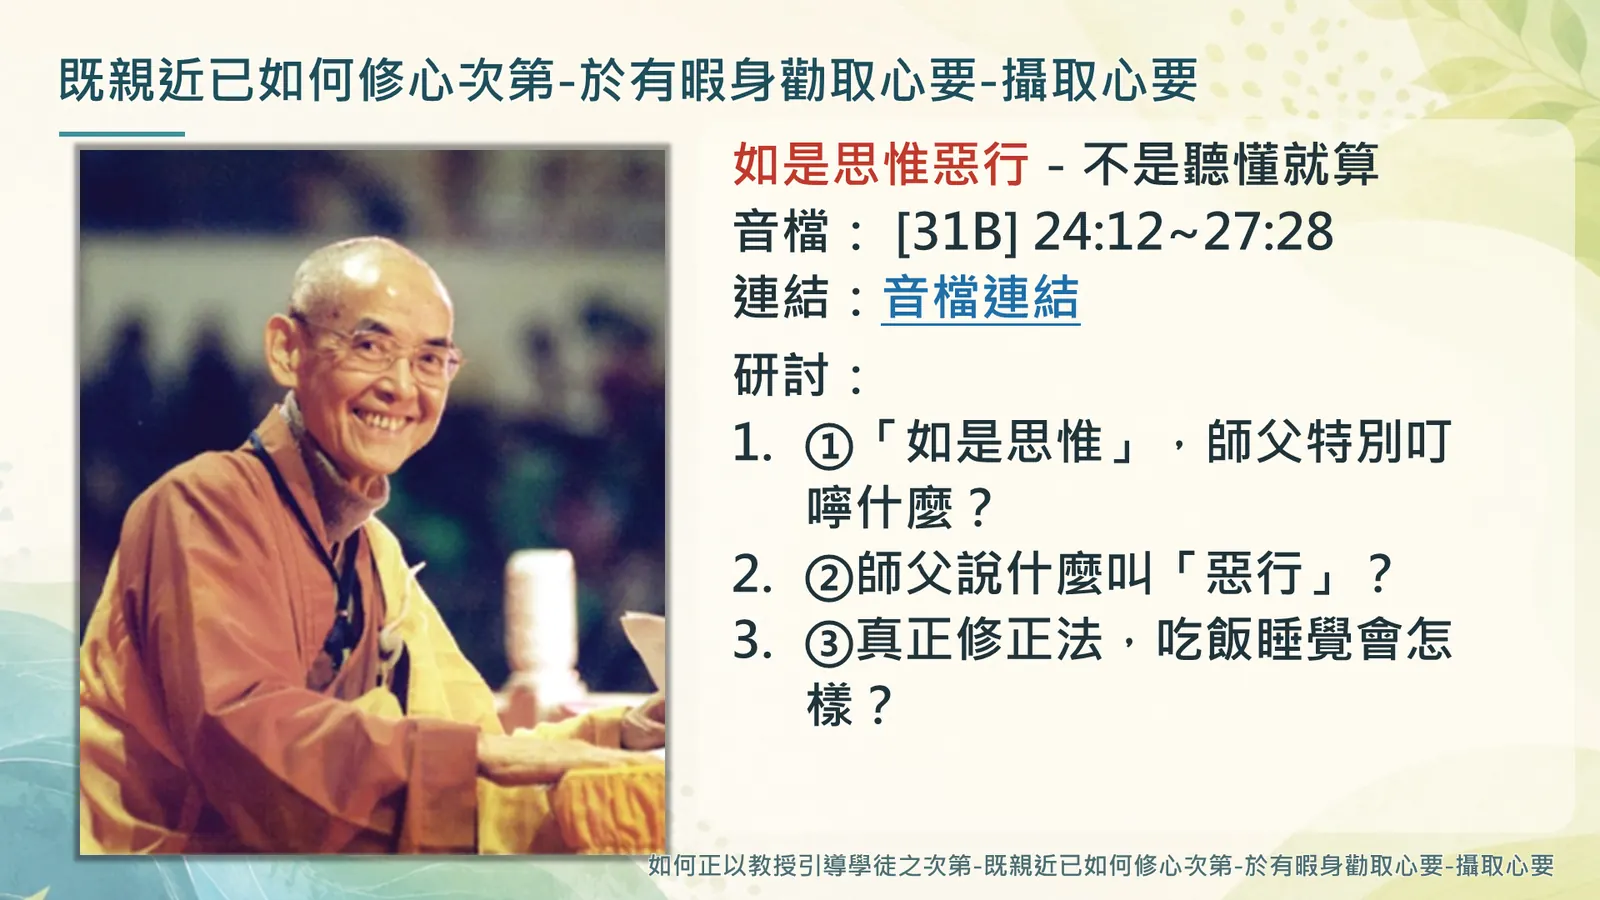 既親近已如何修心次第-於有暇身勸取心要-攝取心要
如是思惟惡行 - 不是聽懂就算
音檔： [31B] 24:12~27:28
連結：音檔連結
研討：
1. ①「如是思惟」，師父特別叮
嚀什麼？
2. ②師父說什麼叫「惡行」？
3. ③真正修正法，吃飯睡覺會怎
樣？
如何正以教授引導學徒之次第-既親近已如何修心次第-於有暇身勸取心要-攝取心要